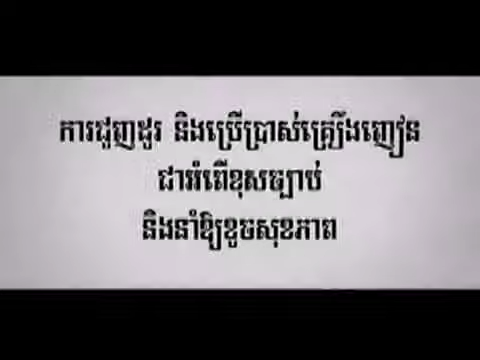 ការជួញដូរ និងប្រើប្រាស់គ្រឿងញៀន
ជាអំពើខុសច្បាប់
និងនាំឱ្យខូចសុខភាព